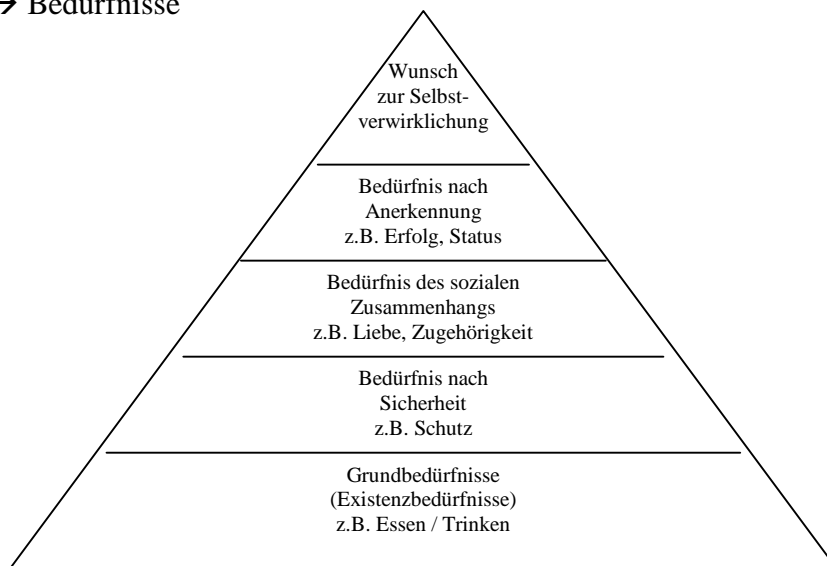 → Bedürfnisse
Wunsch
zur Selbst-
verwirklichung
Bedürfnis nach
Anerkennung
z.B. Erfolg, Status
Bedürfnis des sozialen
Zusammenhangs
z.B. Liebe, Zugehörigkeit
Bedürfnis nach
Sicherheit
z.B. Schutz
Grundbedürfnisse
(Existenzbedürfnisse)
z.B. Essen / Trinken